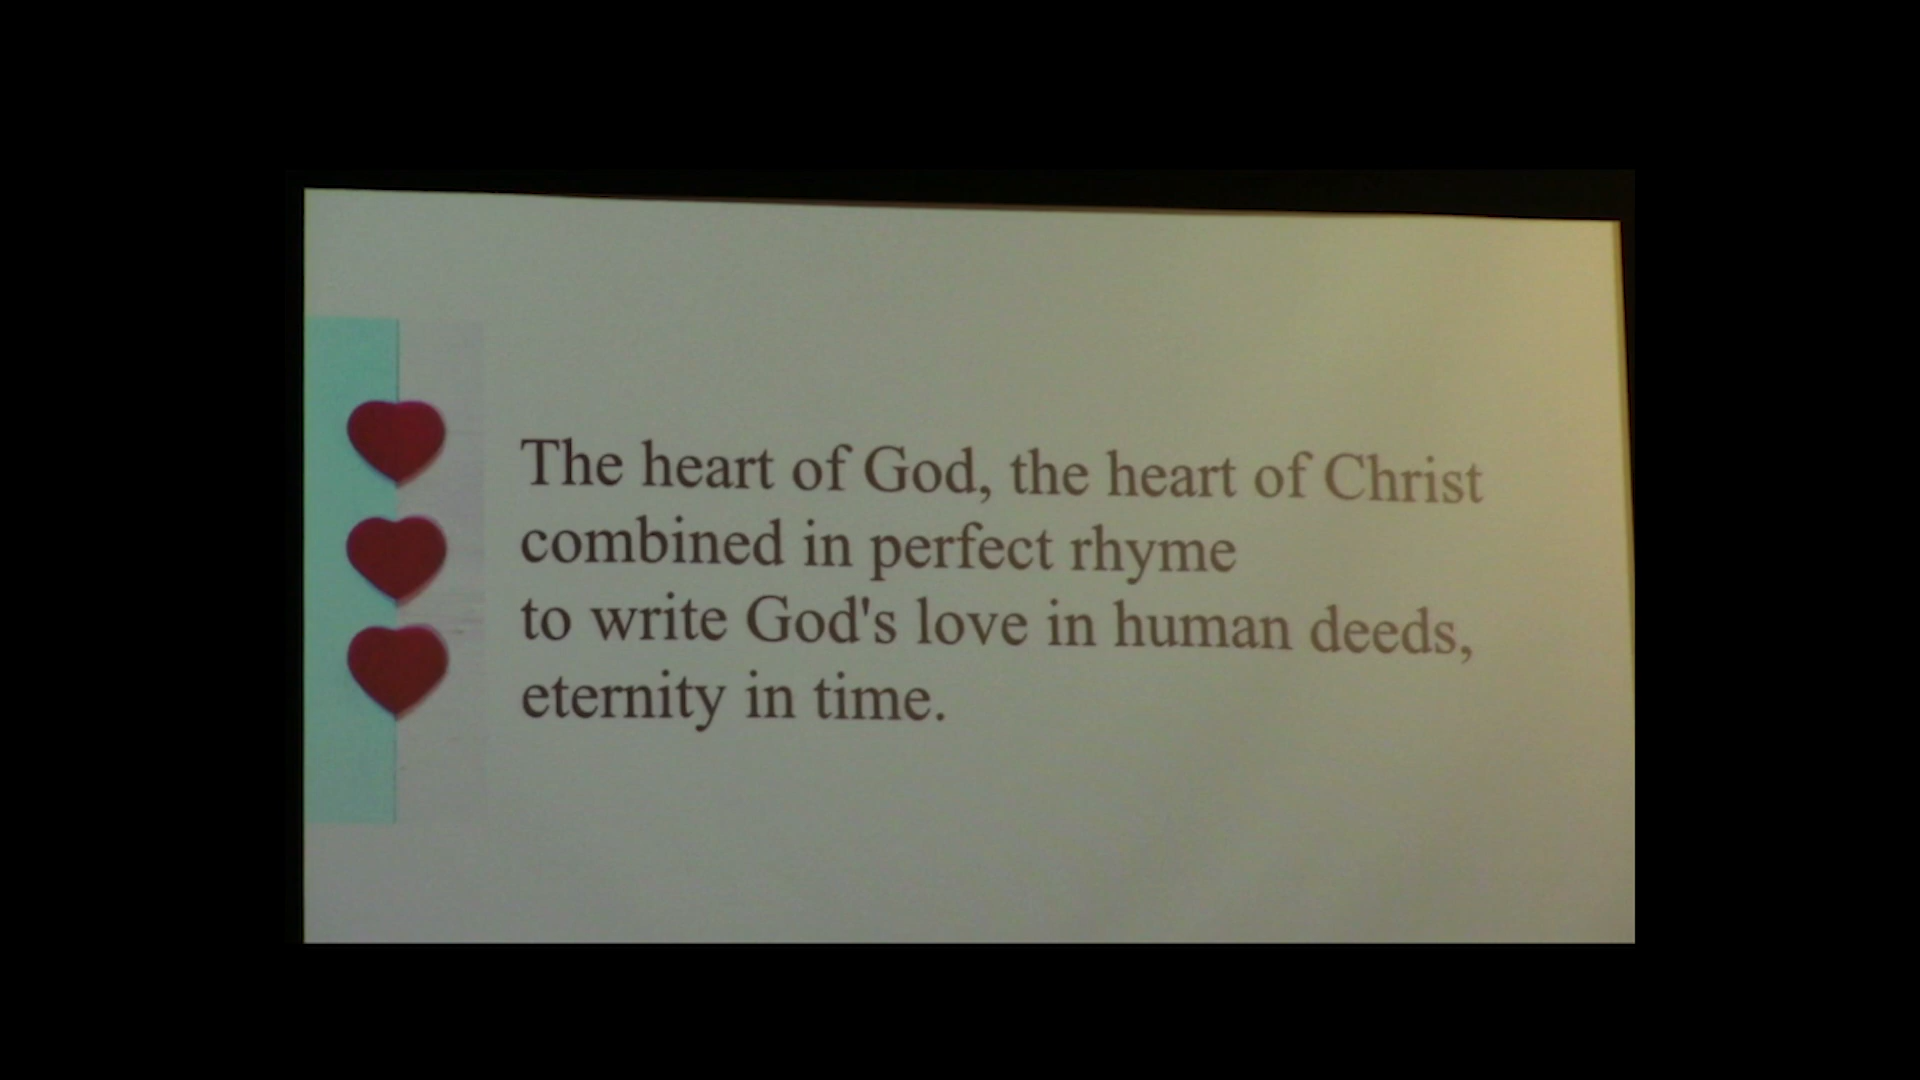 The heart of God, the heart of Christ
combined in perfect rhyme
to write God's love in human deeds,
eternity in time.